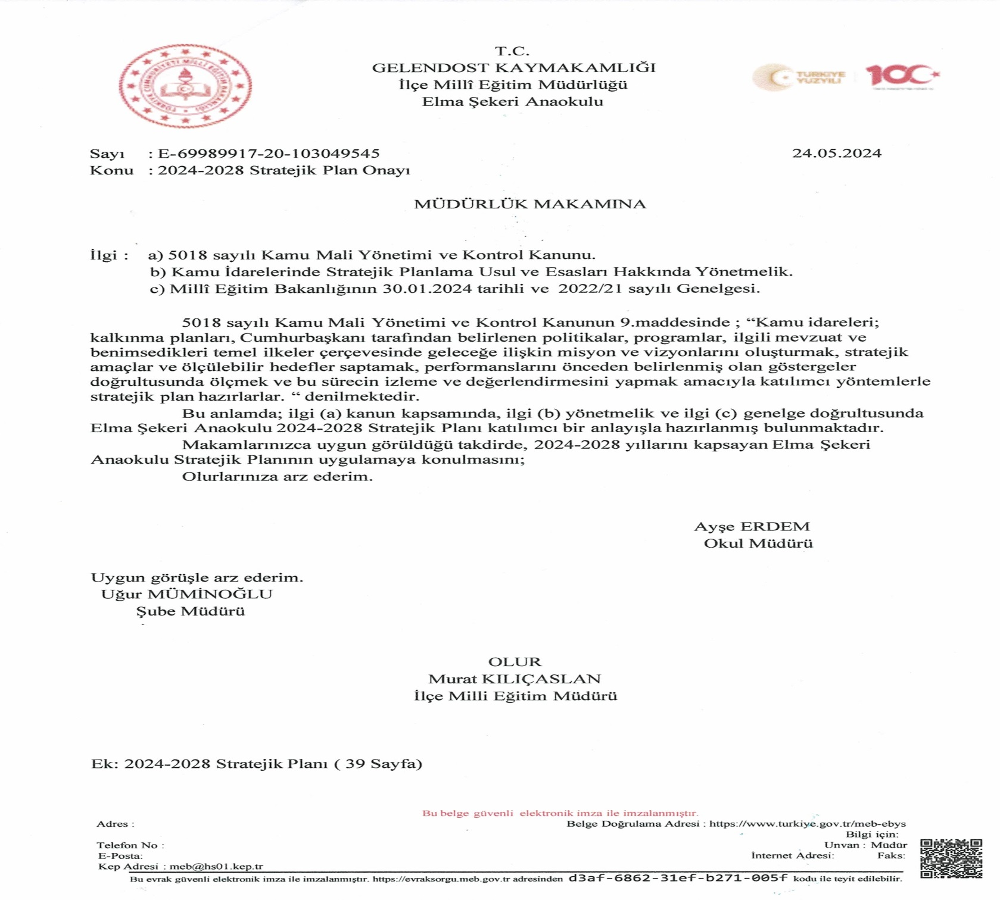 TÜRKİYE CUMHURİYETİ MİLLÎ EĞİTİM BAKANLIĞI
T.C.
GELENDOST KAYMAKAMLIĞI
İlçe Millî Eğitim Müdürlüğü
Elma Şekeri Anaokulu
TÜRKİYE
YÜZYILI
100
Sayı : E-69989917-20-103049545 24.05.2024
Konu : 2024-2028 Stratejik Plan Onayı
MÜDÜRLÜK MAKAMINA
İlgi : a) 5018 sayılı Kamu Mali Yönetimi ve Kontrol Kanunu.
b) Kamu İdarelerinde Stratejik Planlama Usul ve Esasları Hakkında Yönetmelik.
c) Millî Eğitim Bakanlığının 30.01.2024 tarihli ve 2022/21 sayılı Genelgesi.
5018 sayılı Kamu Mali Yönetimi ve Kontrol Kanunun 9.maddesinde ; “Kamu idareleri;
kalkınma planları, Cumhurbaşkanı tarafından belirlenen politikalar, programlar, ilgili mevzuat ve
benimsedikleri temel ilkeler çerçevesinde geleceğe ilişkin misyon ve vizyonlarını oluşturmak, stratejik
amaçlar ve ölçülebilir hedefler saptamak, performanslarını önceden belirlenmiş olan göstergeler
doğrultusunda ölçmek ve bu sürecin izleme ve değerlendirmesini yapmak amacıyla katılımcı yöntemlerle
stratejik plan hazırlarlar. “ denilmektedir.
Bu anlamda; ilgi (a) kanun kapsamında, ilgi (b) yönetmelik ve ilgi (c) genelge doğrultusunda
Elma Şekeri Anaokulu 2024-2028 Stratejik Planı katılımcı bir anlayışla hazırlanmış bulunmaktadır.
Makamlarınızca uygun görüldüğü takdirde, 2024-2028 yıllarını kapsayan Elma Şekeri
Anaokulu Stratejik Planının uygulamaya konulmasını;
Olurlarınıza arz ederim.
Ayşe ERDEM
Okul Müdürü
Uygun görüşle arz ederim.
Uğur MÜMİNOĞLU
Şube Müdürü
OLUR
Murat KILIÇASLAN
İlçe Milli Eğitim Müdürü
Ek: 2024-2028 Stratejik Planı ( 39 Sayfa)
Bu belge güvenli elektronik imza ile imzalanmıştır.
Adres : Belge Doğrulama Adresi : https://www.turkiye.gov.tr/meb-ebys
Bilgi için:
Telefon No : Unvan : Müdür
E-Posta: İnternet Adresi: Faks:
Kep Adresi : meb@hs01.kep.tr
Bu evrak güvenli elektronik imza ile imzalanmıştır. https://evraksorgu.meb.gov.tr adresinden d3af-6862-31ef-b271-005f kodu ile teyit edilebilir.